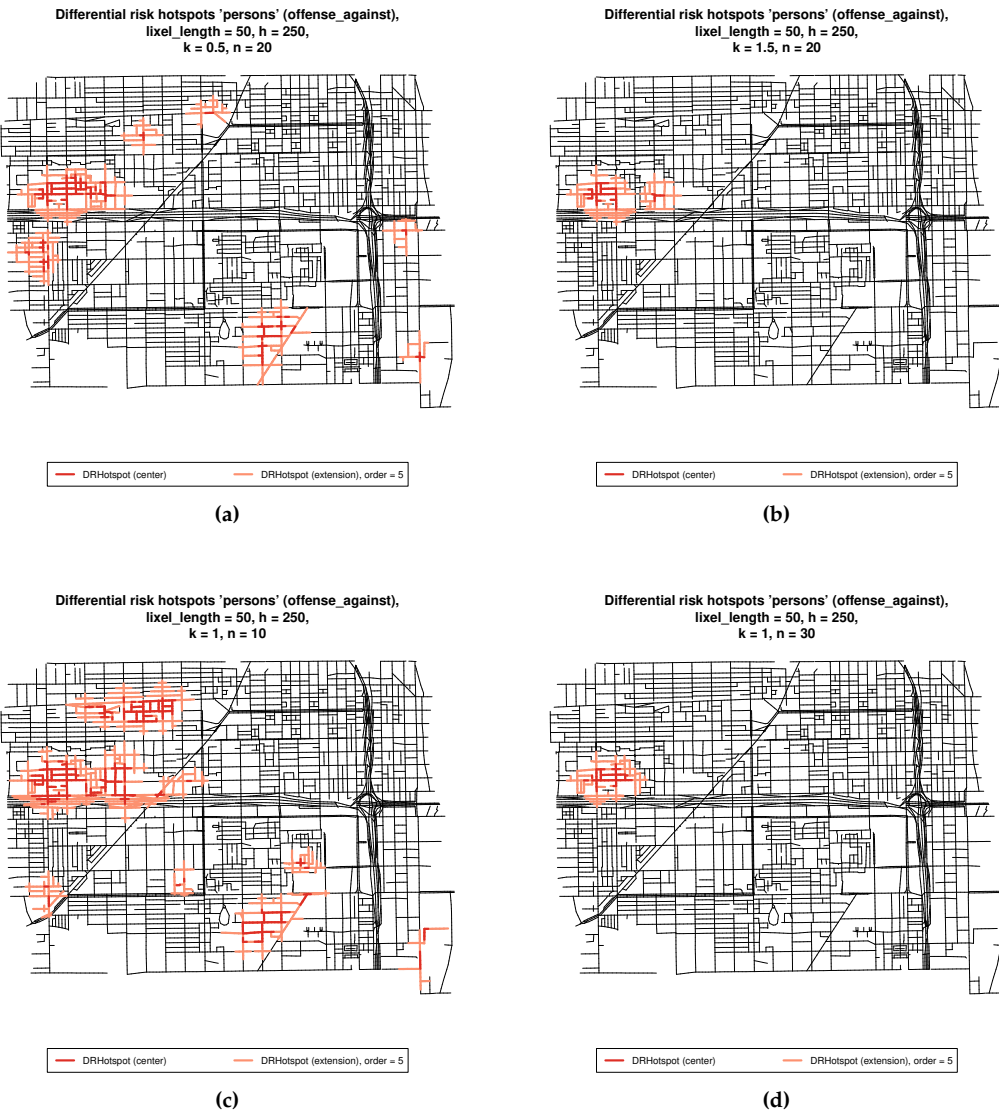 Differential risk hotspots 'persons' (offense_against),
lixel_length = 50, h = 250,
k = 0.5, n = 20
DRHotspot (center)
DRHotspot (extension), order = 5
(a)
Differential risk hotspots 'persons' (offense_against),
lixel_length = 50, h = 250,
k = 1.5, n = 20
DRHotspot (center)
DRHotspot (extension), order = 5
(b)
Differential risk hotspots 'persons' (offense_against),
lixel_length = 50, h = 250,
k = 1, n = 10
DRHotspot (center)
DRHotspot (extension), order = 5
(c)
Differential risk hotspots 'persons' (offense_against),
lixel_length = 50, h = 250,
k = 1, n = 30
DRHotspot (center)
DRHotspot (extension), order = 5
(d)